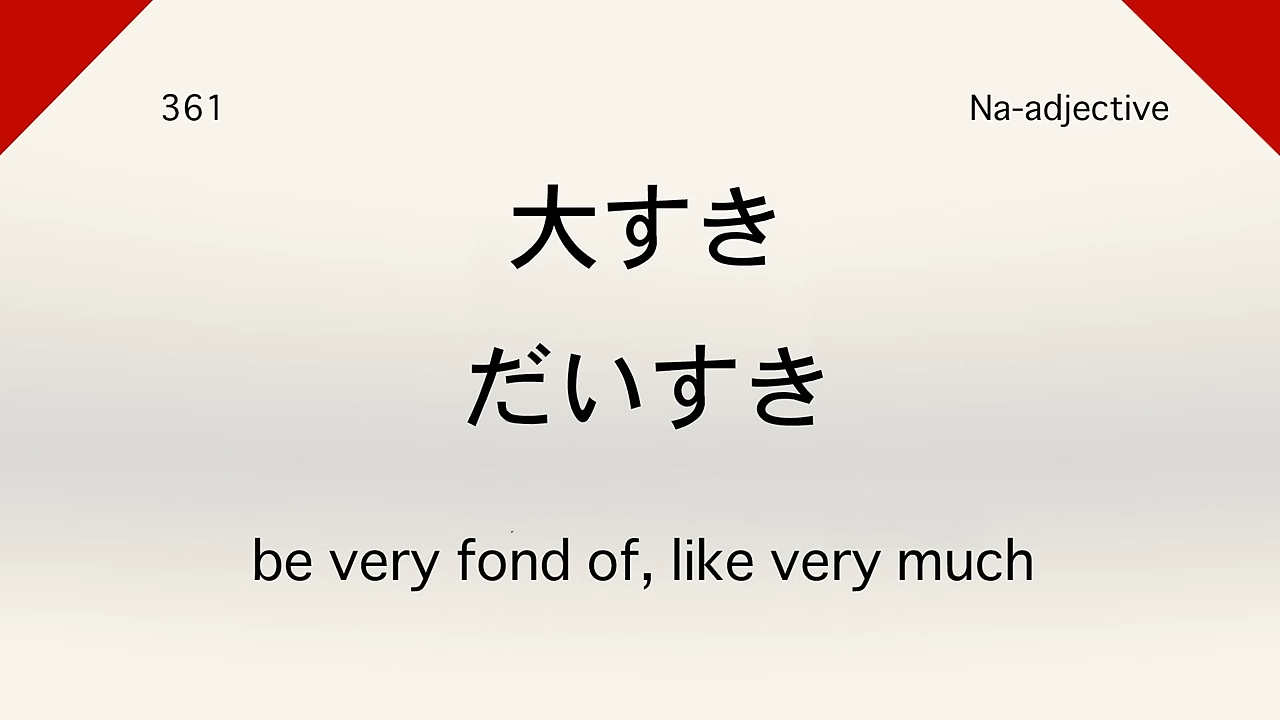 361
Na-adjective
大すき
だいすき
be very fond of, like very much